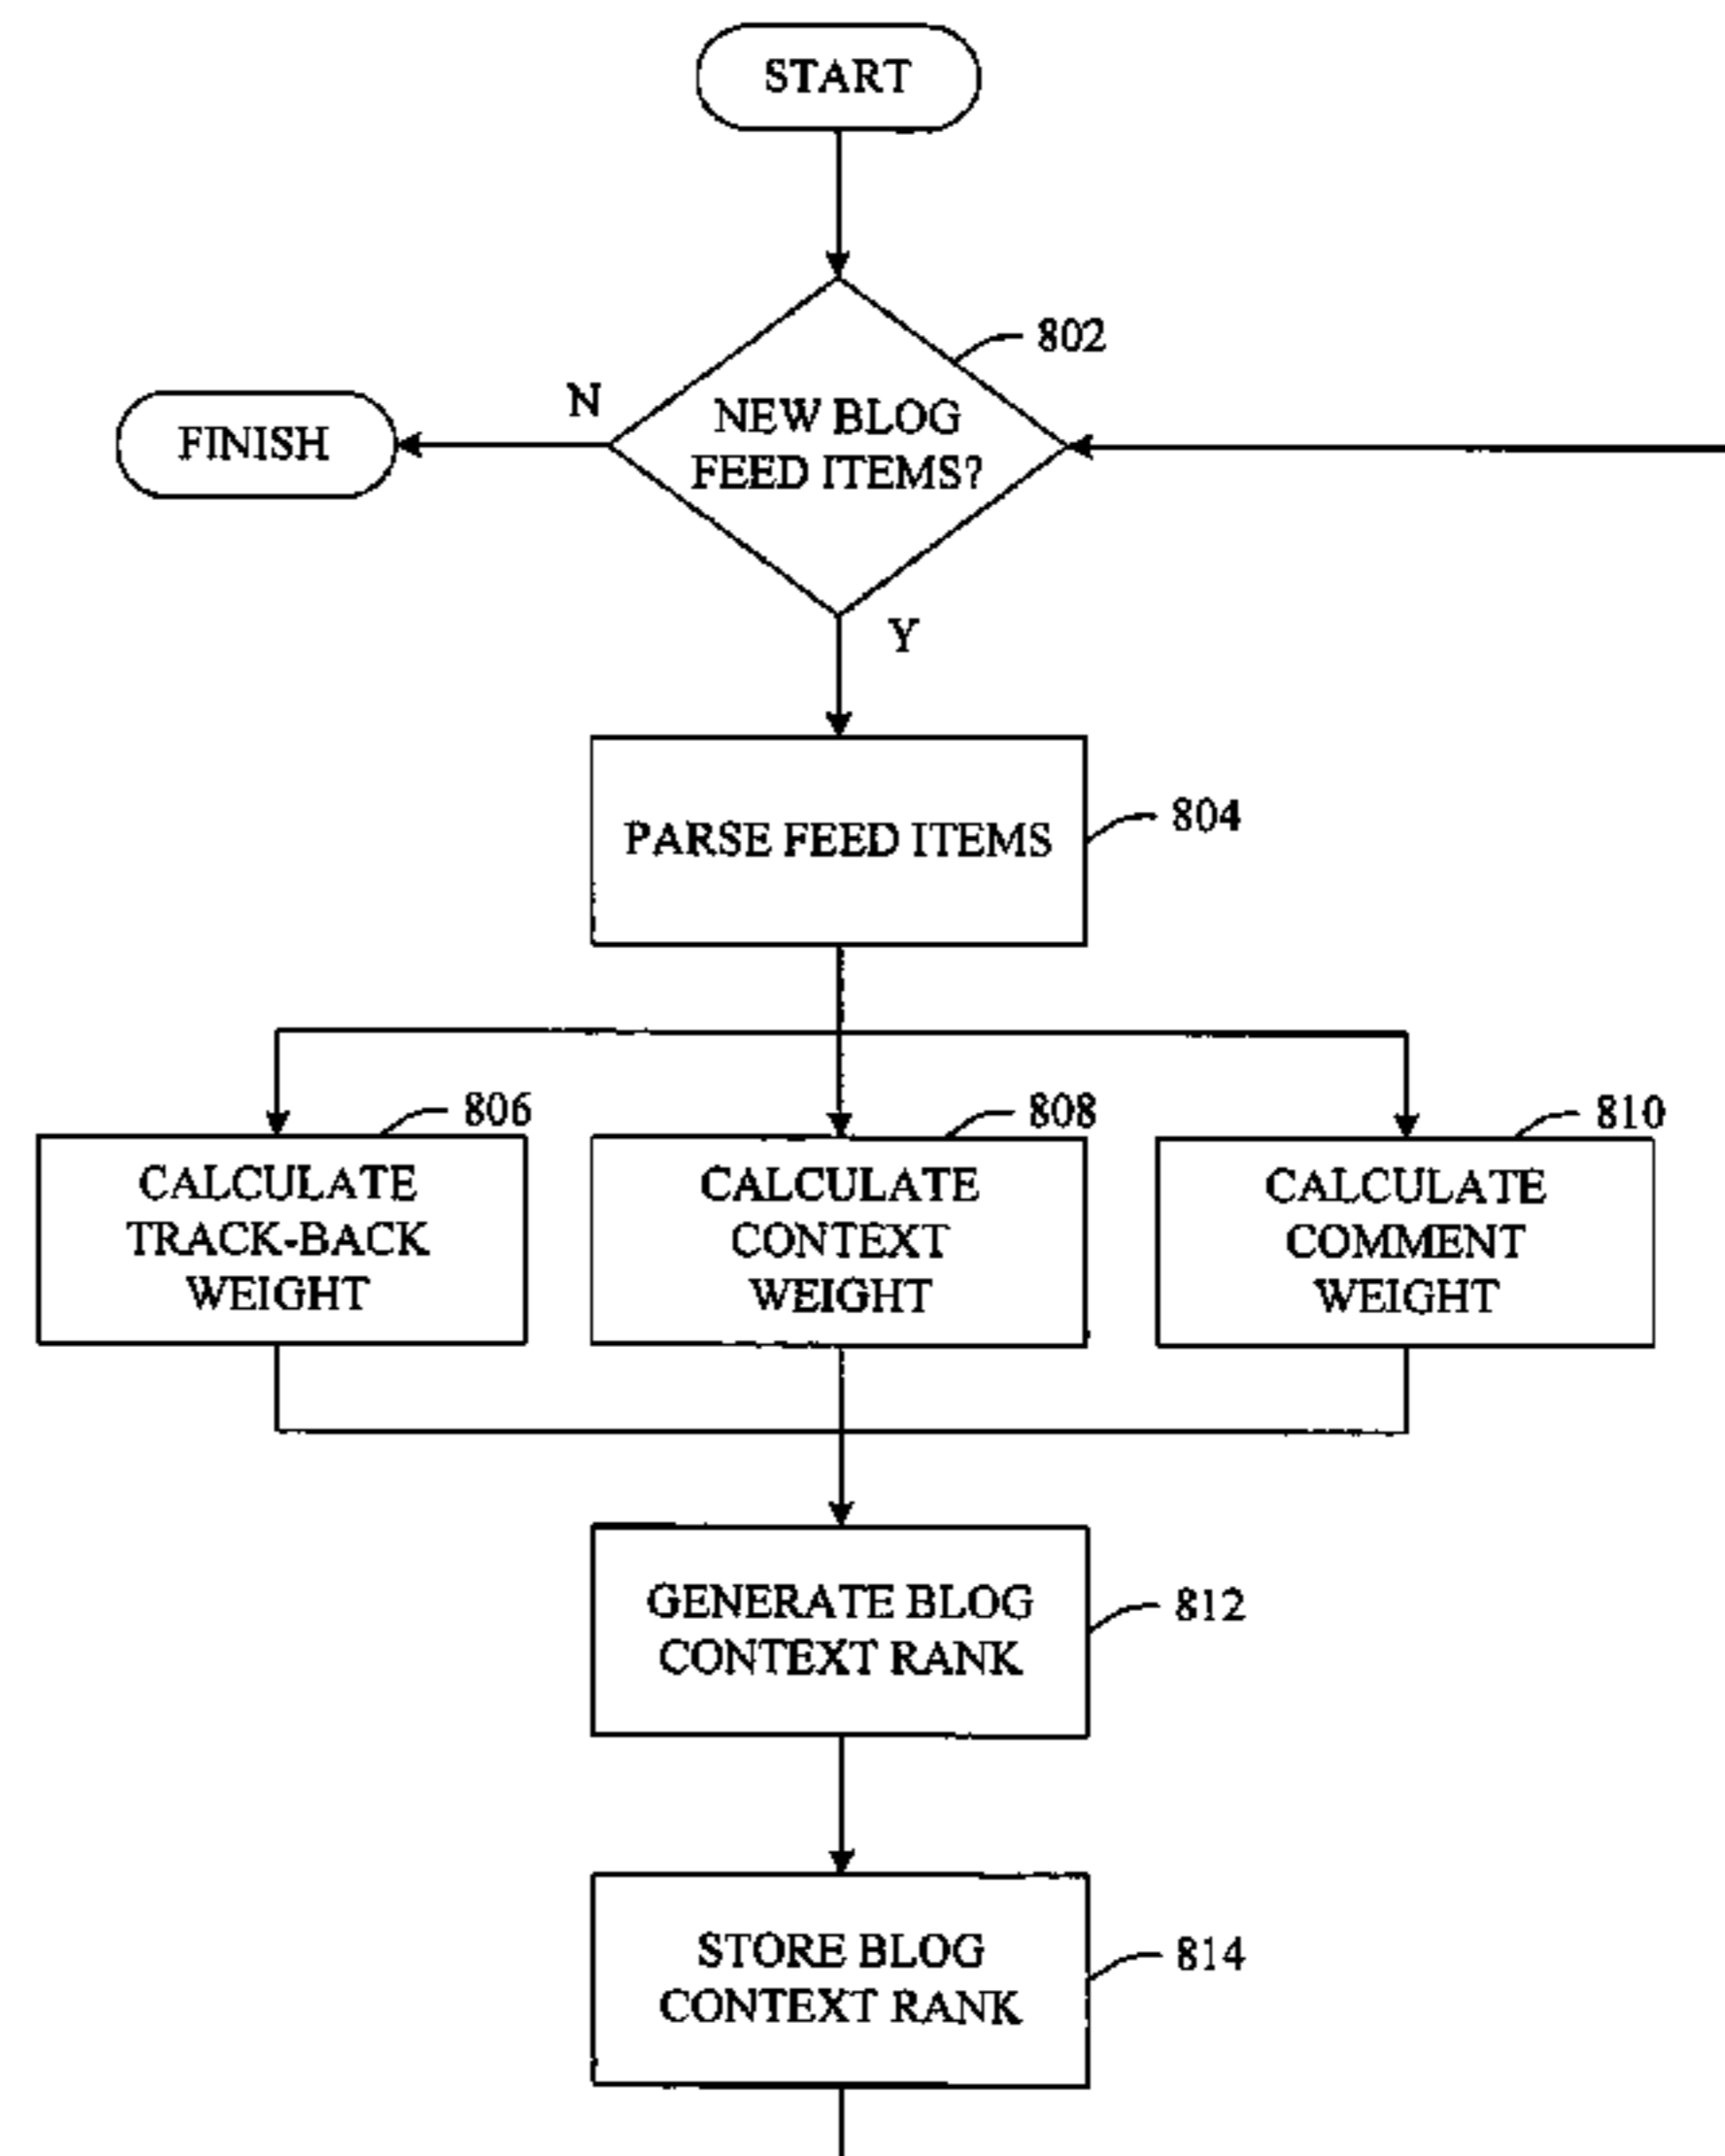 START
802
N
NEW BLOG
FEED ITEMS?
FINISH
Y
PARSE FEED ITEMS
804
806
CALCULATE
TRACK-BACK
WEIGHT
808
CALCULATE
CONTEXT
WEIGHT
810
CALCULATE
COMMENT
WEIGHT
GENERATE BLOG
CONTEXT RANK
812
STORE BLOG
CONTEXT RANK
814